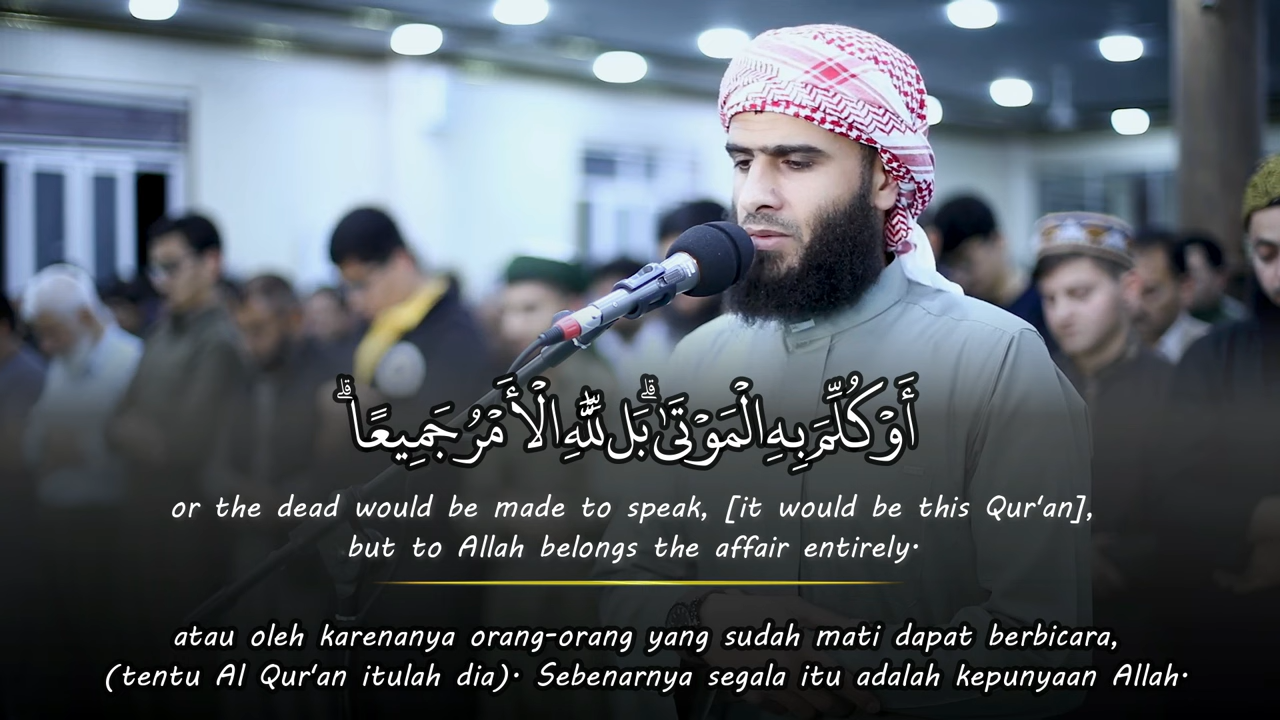 أَوْ كُلِّمَ بِهِ الْمَوْتَىٰ ۗ بَل لِّلَّهِ الْأَمْرُ جَمِيعًا ۗ
or the dead would be made to speak, [it would be this Qur'an],
but to Allah belongs the affair entirely.
atau oleh karenanya orang-orang yang sudah mati dapat berbicara,
(tentu Al Qur'an itulah dia). Sebenarnya segala itu adalah kepunyaan Allah.